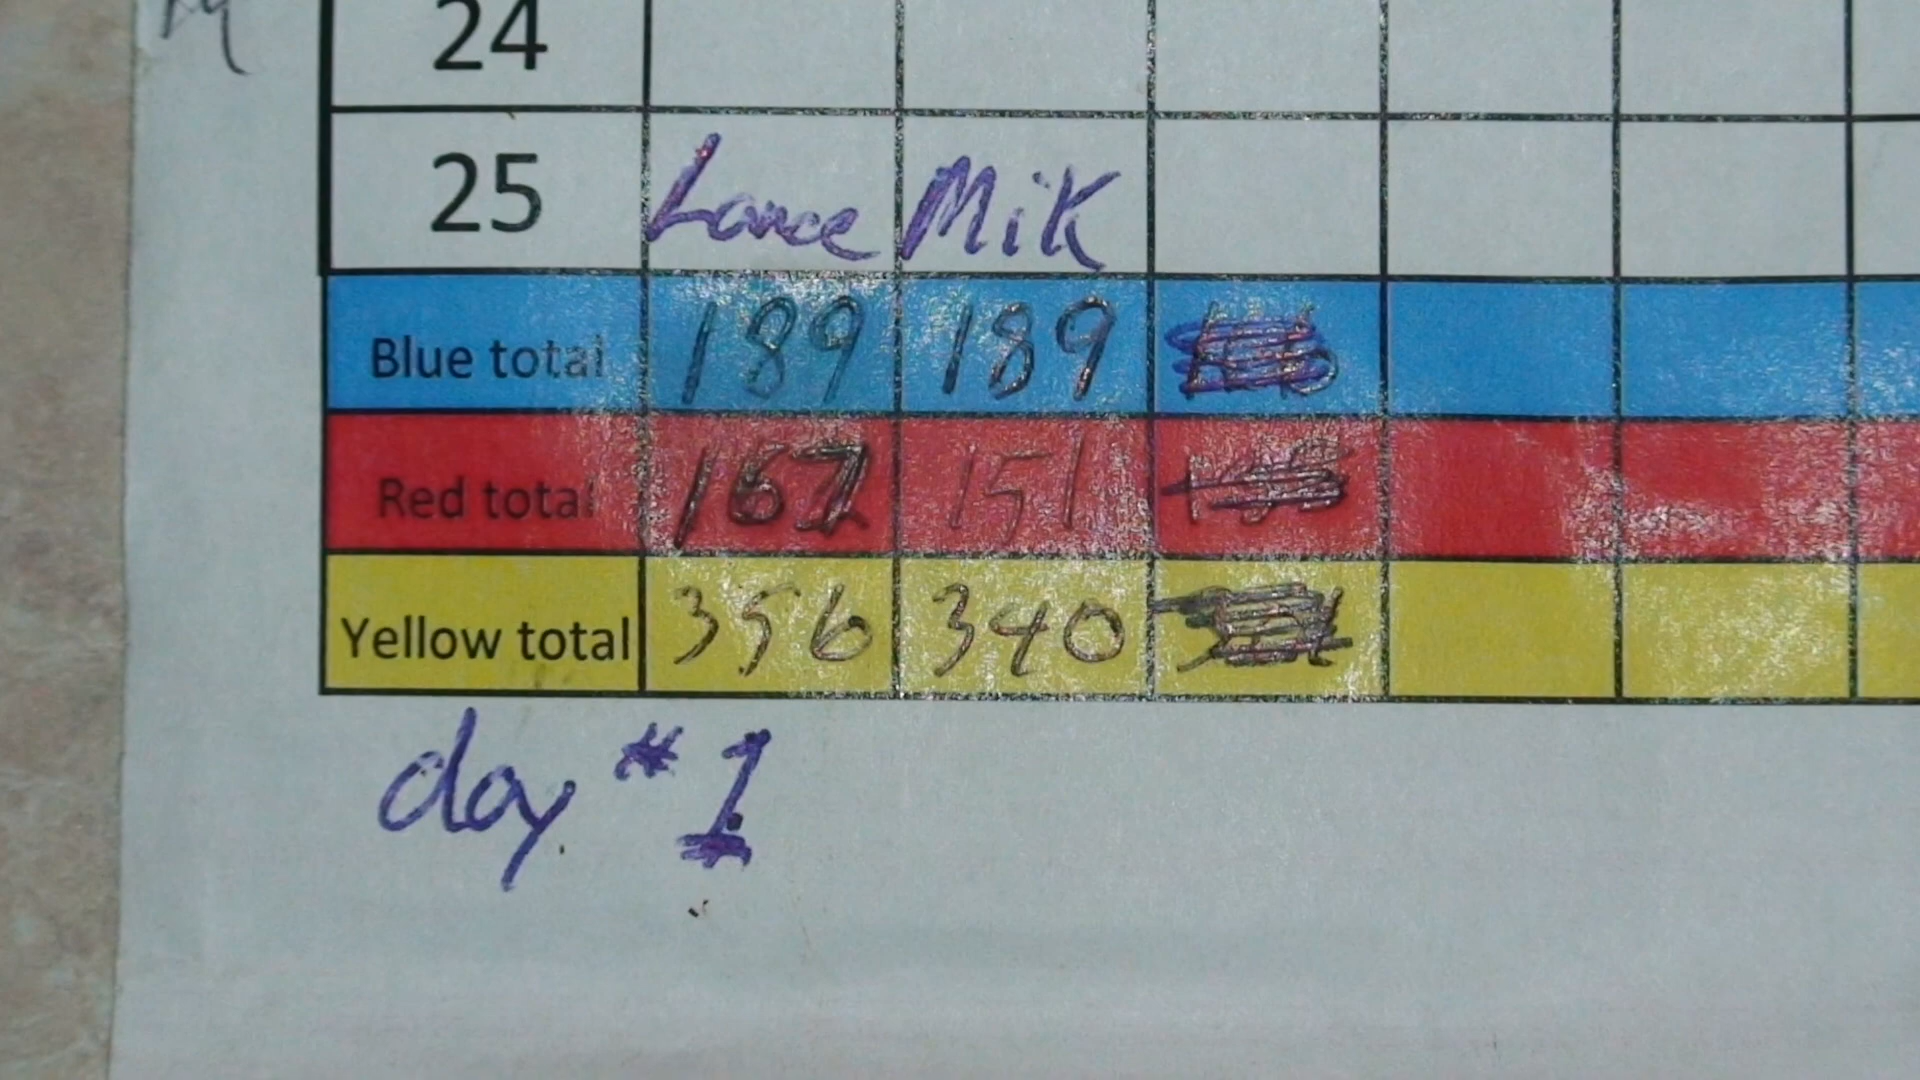 24
25 Lance Mik
Blue total 189 189
Red total 167 151
Yellow total 356 340
day #1